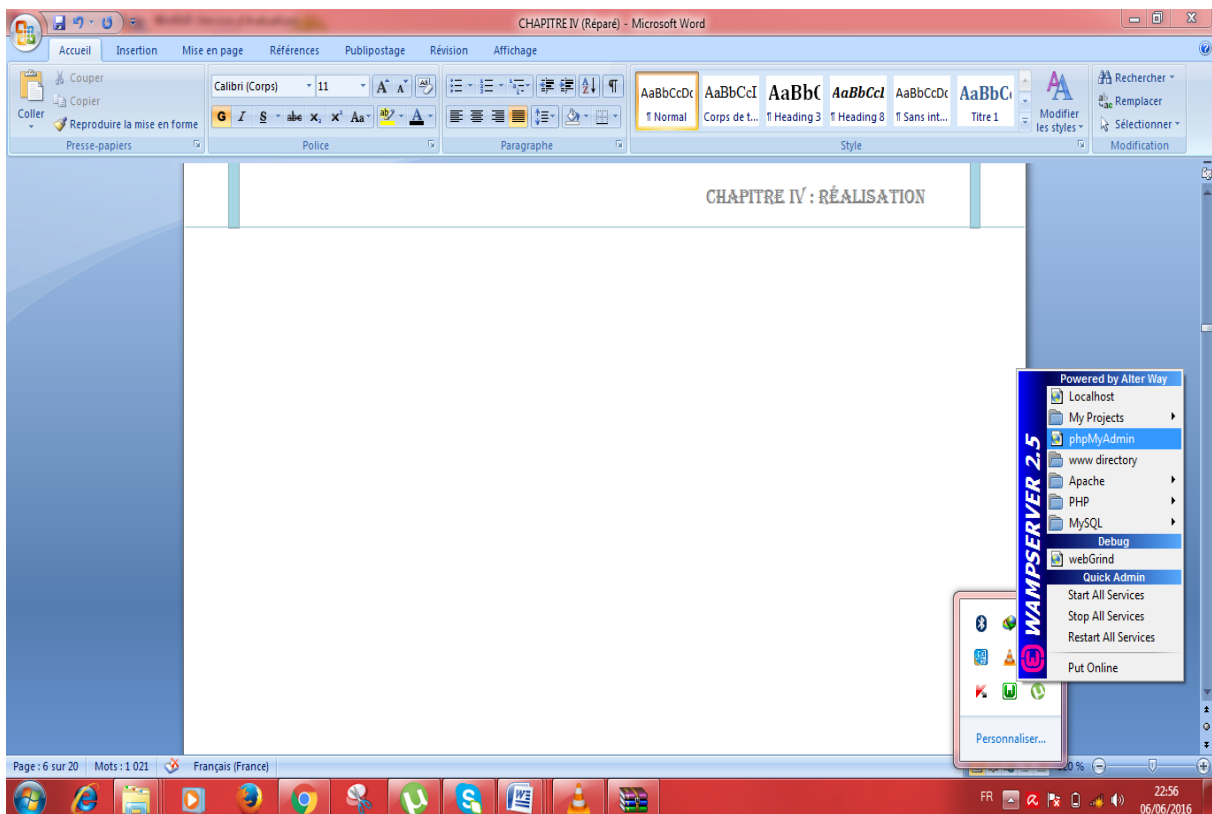 CHAPITRE IV (Réparé) - Microsoft Word
Accueil Insertion Mise en page Références Publipostage Révision Affichage
Coller
Couper
Copier
Reproduire la mise en forme
Presse-papiers
Calibri (Corps) 11
G I S abc X₂ X² Aa A
Police
Paragraphe
AaBbCcDc AaBbCcI AaBb( AaBbCcl AaBbCcDc AaBbC
¶ Normal Corps de t... ¶ Heading 3 ¶ Heading 8 ¶ Sans int... Titre 1
Modifier les styles
Style
Rechercher
Remplacer
Sélectionner
Modification
CHAPITRE IV : RÉALISATION
WAMPSERVER 2.5
Powered by Alter Way
Localhost
My Projects
phpMyAdmin
www directory
Apache
PHP
MySQL
Debug
webGrind
Quick Admin
Start All Services
Stop All Services
Restart All Services
Put Online
Personnaliser...
Page : 6 sur 20 Mots : 1 021 Français (France)
FR
22:56
06/06/2016